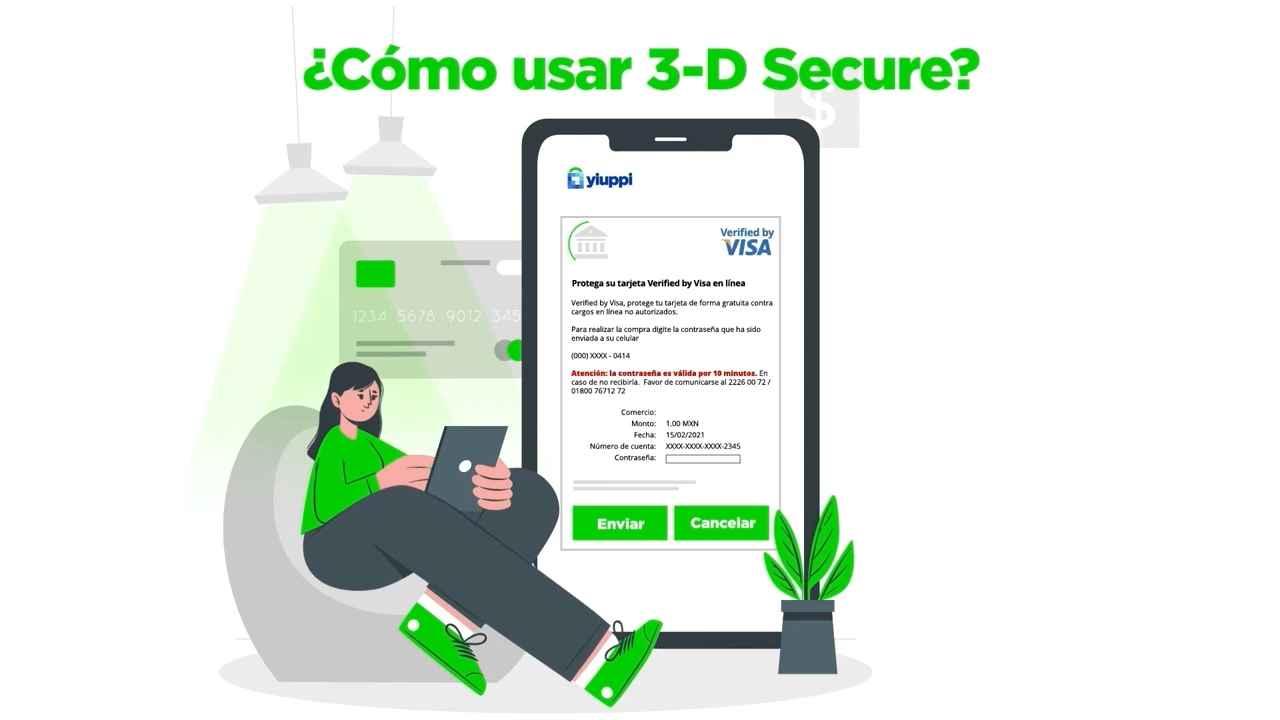 ¿Cómo usar 3-D Secure?
$
yiuppi
Verified by
VISA
Protega su tarjeta Verified by Visa en línea
Verified by Visa, protege tu tarjeta de forma gratuita contra
cargos en línea no autorizados.
Para realizar la compra digite la contraseña que ha sido
enviada a su celular
(000) XXXX - 0414
Atención: la contraseña es válida por 10 minutos. En
caso de no recibirla. Favor de comunicarse al 2226 00 72 /
01800 76712 72
Comercio:
Monto: 1.00 MXN
Fecha: 15/02/2021
Número de cuenta: XXXX-XXXX-XXXX-2345
Contraseña:
Enviar Cancelar
1234 5678 9012 345